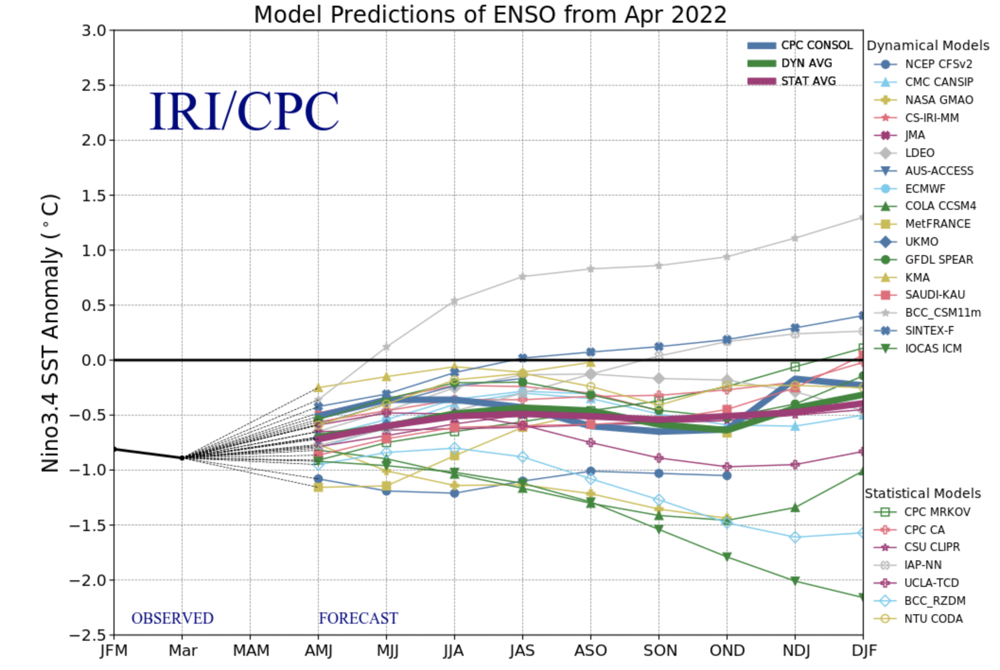 Model Predictions of ENSO from Apr 2022
3.0
2.5
2.0
1.5
1.0
0.5
0.0
−0.5
−1.0
−1.5
−2.0
−2.5
Nino3.4 SST Anomaly (°C)
IRI/CPC
CPC CONSOL
DYN AVG
STAT AVG
OBSERVED
FORECAST
JFM Mar MAM AMJ MJJ JJA JAS ASO SON OND NDJ DJF
Dynamical Models
NCEP CFSv2
CMC CANSIP
NASA GMAO
CS-IRI-MM
JMA
LDEO
AUS-ACCESS
ECMWF
COLA CCSM4
MetFRANCE
UKMO
GFDL SPEAR
KMA
SAUDI-KAU
BCC_CSM11m
SINTEX-F
IOCAS ICM
Statistical Models
CPC MRKOV
CPC CA
CSU CLIPR
IAP-NN
UCLA-TCD
BCC_RZDM
NTU CODA